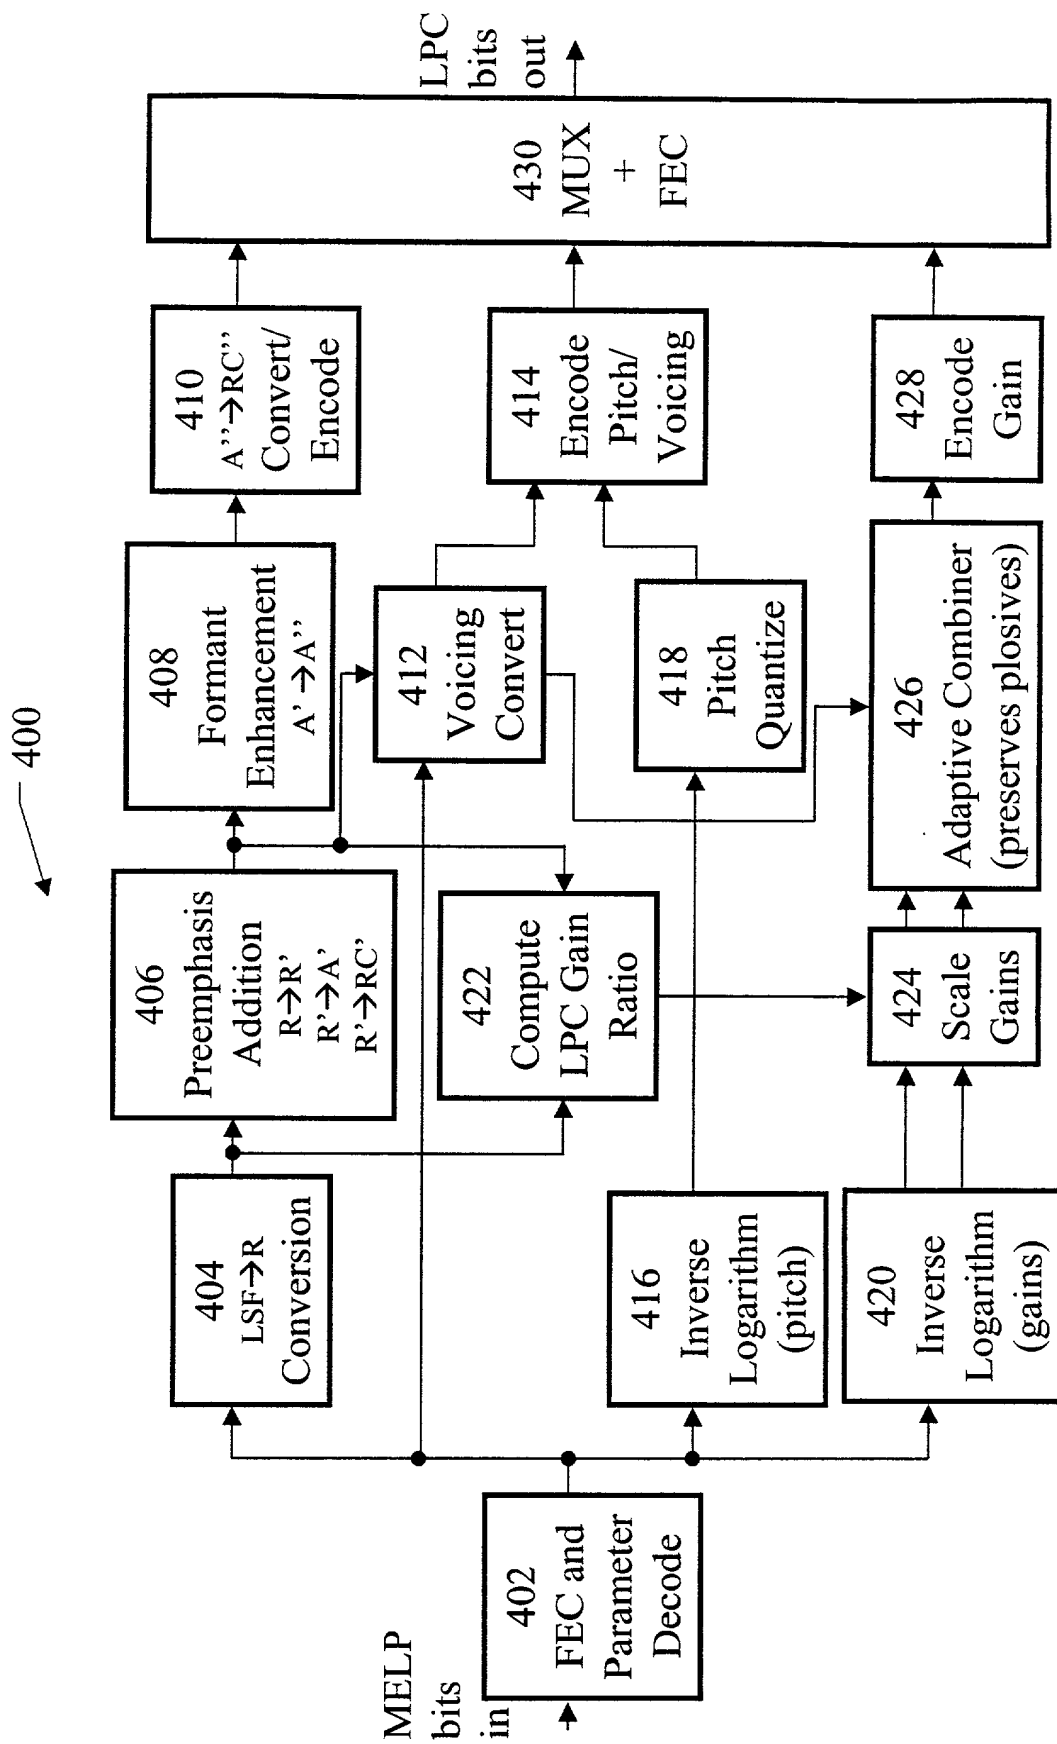 400
MELP
bits
in
402
FEC and
Parameter
Decode
404
LSF→R
Conversion
406
Preemphasis
Addition
R→R'
R'→A'
R'→RC'
408
Formant
Enhancement
A'→A''
410
A''→RC''
Convert/
Encode
412
Voicing
Convert
414
Encode
Pitch/
Voicing
416
Inverse
Logarithm
(pitch)
418
Pitch
Quantize
420
Inverse
Logarithm
(gains)
422
Compute
LPC Gain
Ratio
424
Scale
Gains
426
Adaptive Combiner
(preserves plosives)
428
Encode
Gain
430
MUX
+
FEC
LPC
bits
out